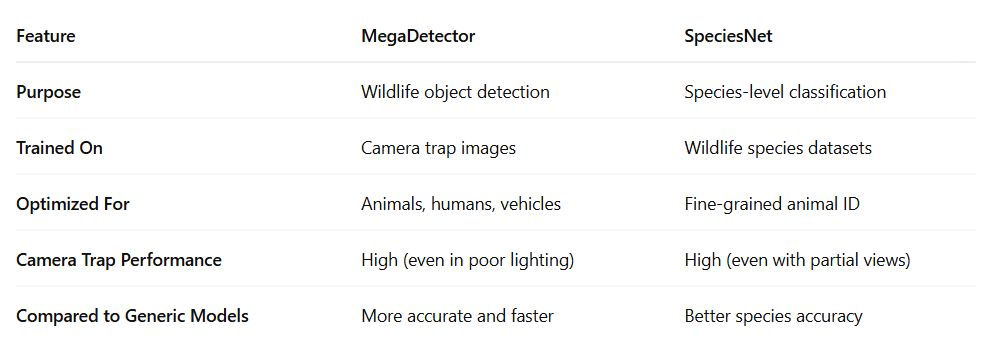 Feature MegaDetector SpeciesNet
Purpose Wildlife object detection Species-level classification
Trained On Camera trap images Wildlife species datasets
Optimized For Animals, humans, vehicles Fine-grained animal ID
Camera Trap Performance High (even in poor lighting) High (even with partial views)
Compared to Generic Models More accurate and faster Better species accuracy